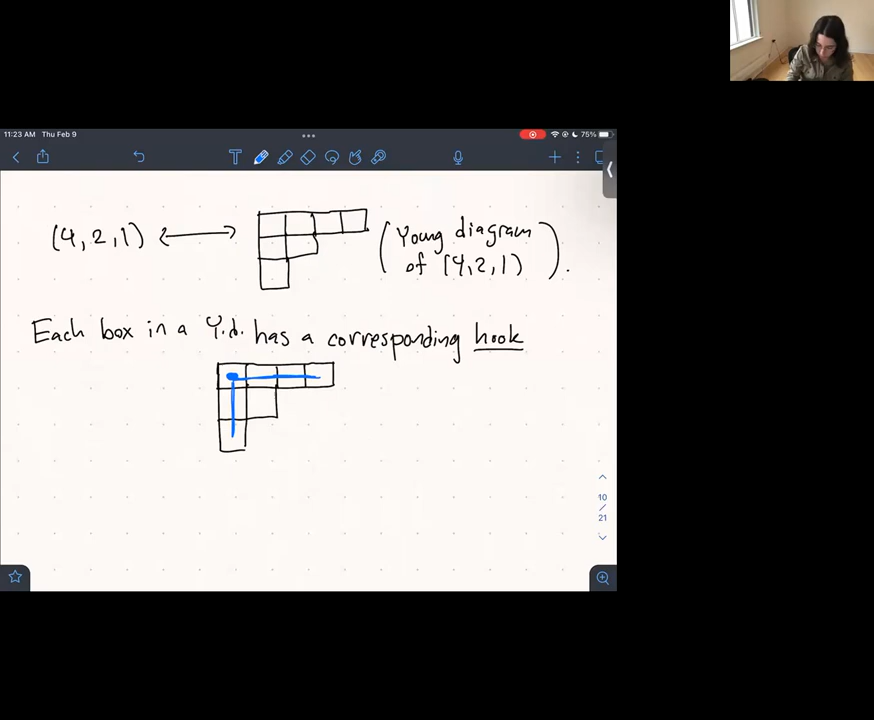 11:23 AM Thu Feb 9
75%
(4,2,1) ⟷ (Young diagram
of (4,2,1)).
Each box in a Y.d. has a corresponding hook
10
/
21